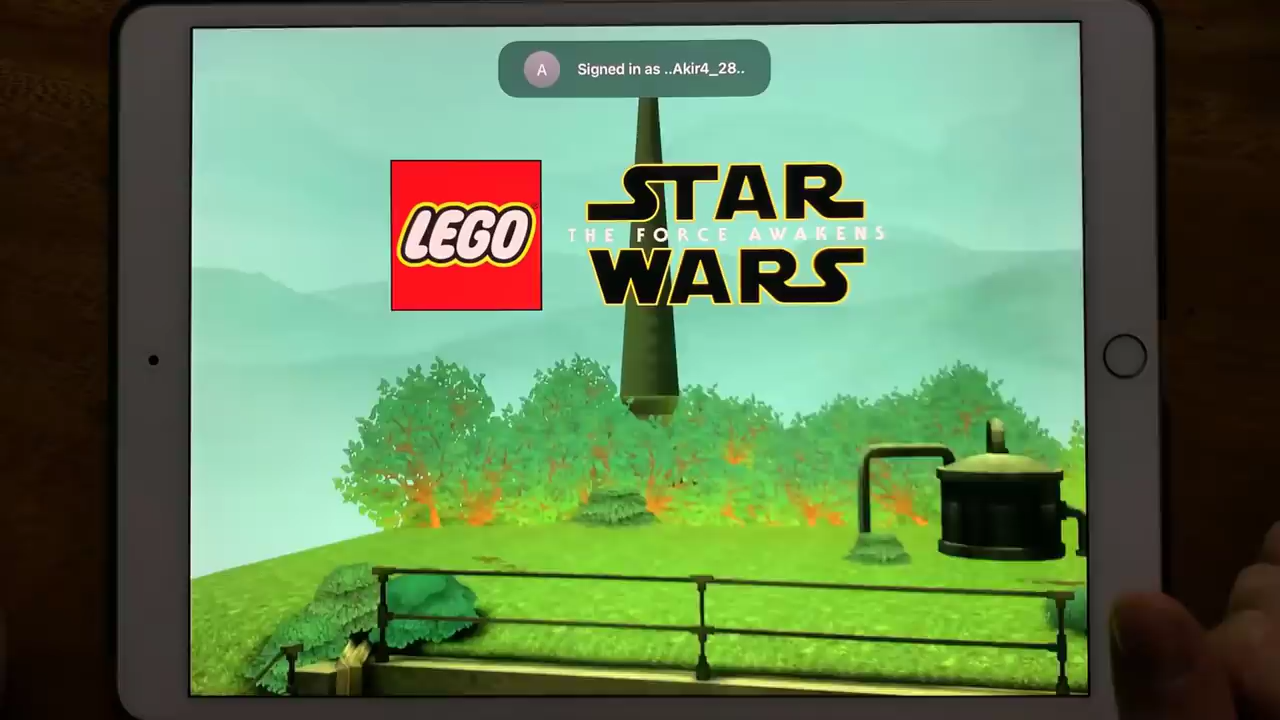 A
Signed in as ..Akir4_28..
LEGO
STAR
THE FORCE AWAKENS
WARS